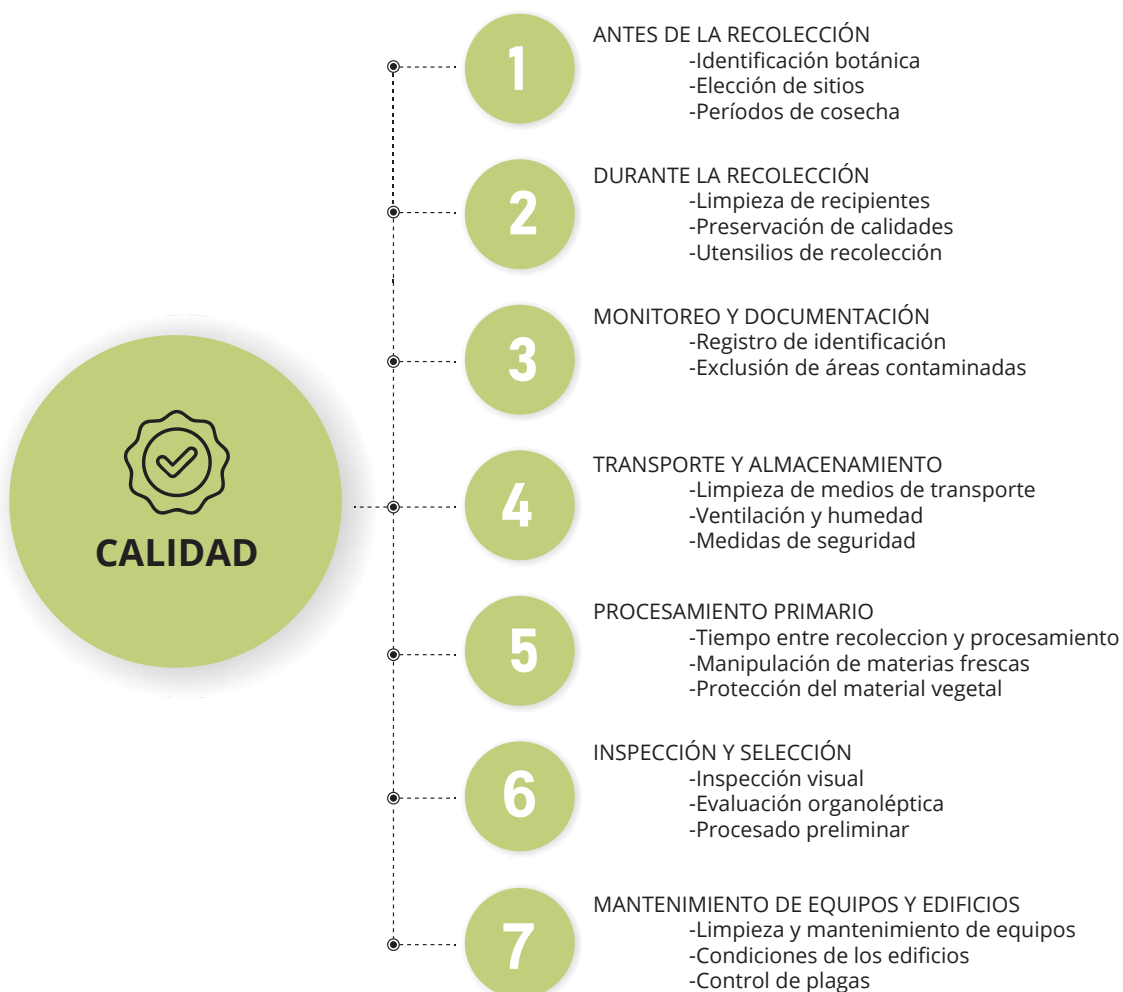 CALIDAD
1
ANTES DE LA RECOLECCIÓN
-Identificación botánica
-Elección de sitios
-Períodos de cosecha
2
DURANTE LA RECOLECCIÓN
-Limpieza de recipientes
-Preservación de calidades
-Utensilios de recolección
3
MONITOREO Y DOCUMENTACIÓN
-Registro de identificación
-Exclusión de áreas contaminadas
4
TRANSPORTE Y ALMACENAMIENTO
-Limpieza de medios de transporte
-Ventilación y humedad
-Medidas de seguridad
5
PROCESAMIENTO PRIMARIO
-Tiempo entre recoleccion y procesamiento
-Manipulación de materias frescas
-Protección del material vegetal
6
INSPECCIÓN Y SELECCIÓN
-Inspección visual
-Evaluación organoléptica
-Procesado preliminar
7
MANTENIMIENTO DE EQUIPOS Y EDIFICIOS
-Limpieza y mantenimiento de equipos
-Condiciones de los edificios
-Control de plagas